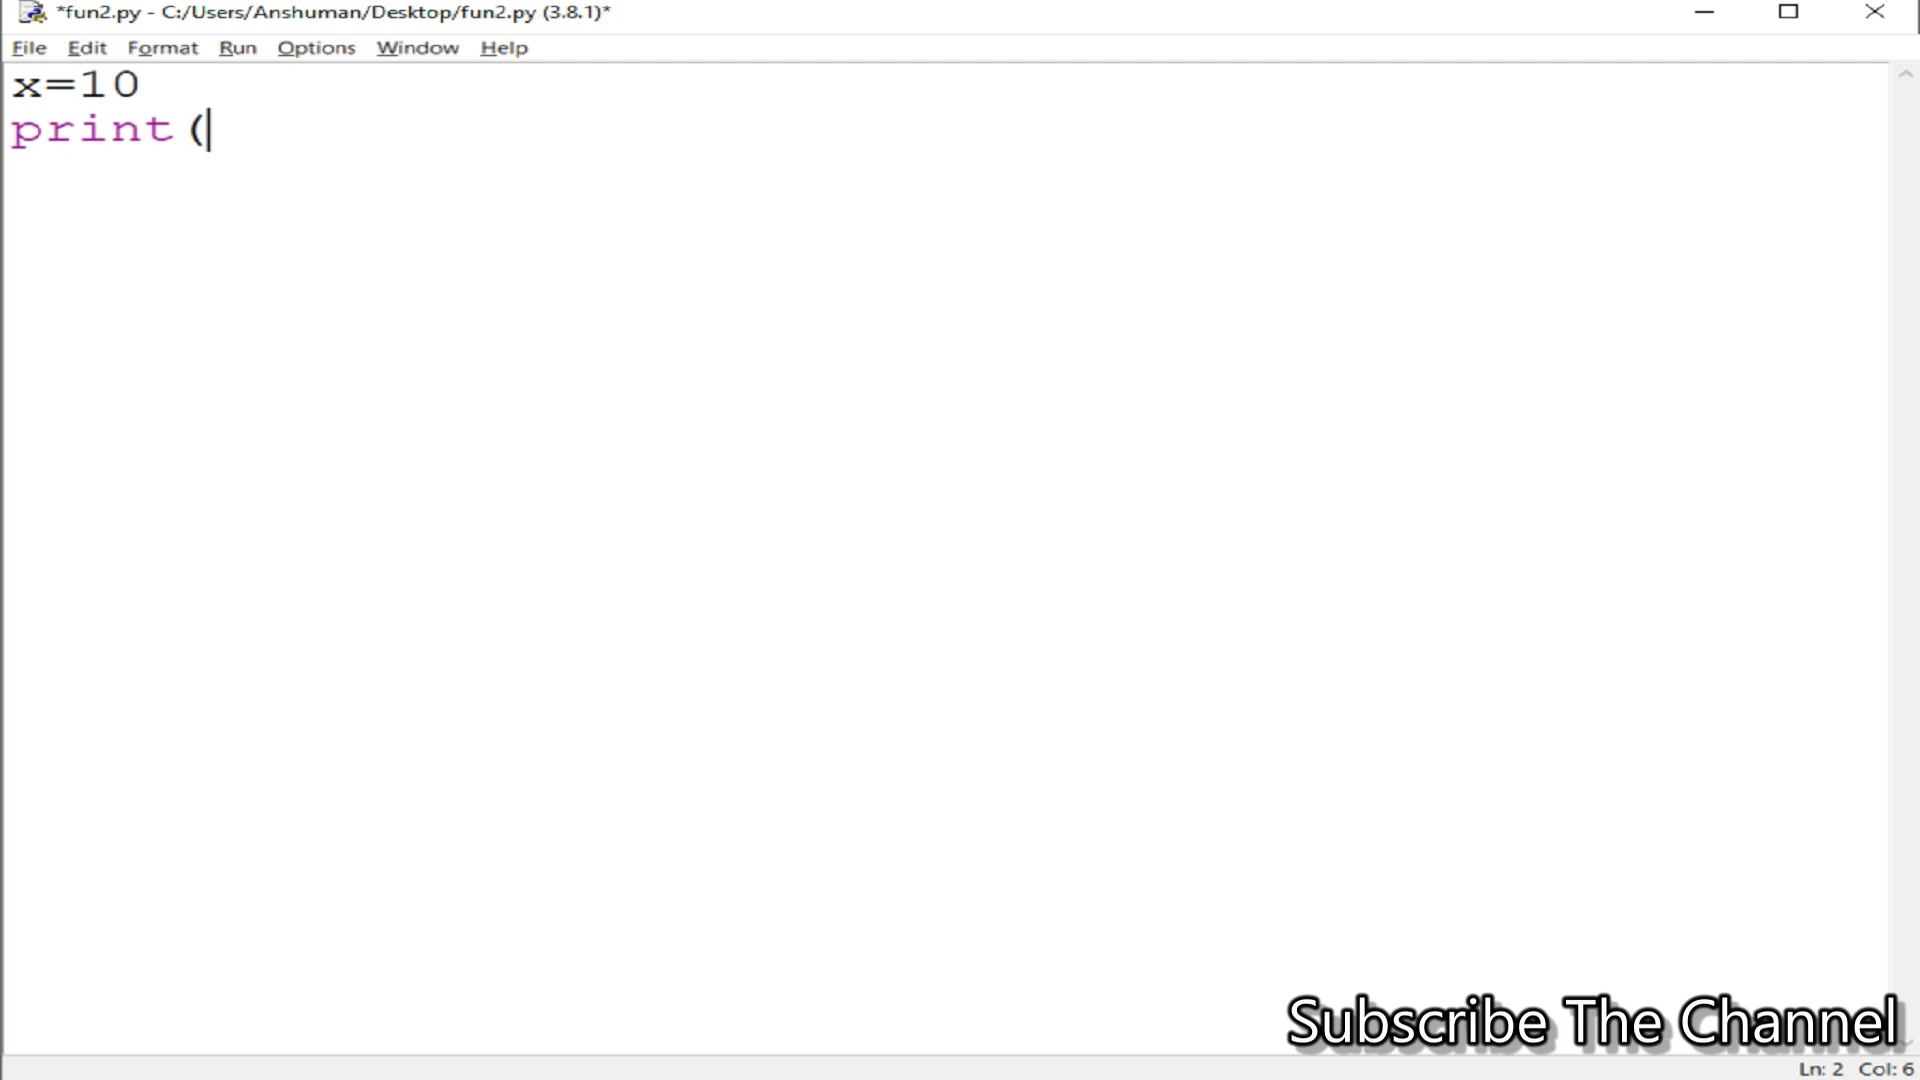 *fun2.py - C:/Users/Anshuman/Desktop/fun2.py (3.8.1)*
File Edit Format Run Options Window Help
x=10
print(
Subscribe The Channel
Ln: 2 Col: 6